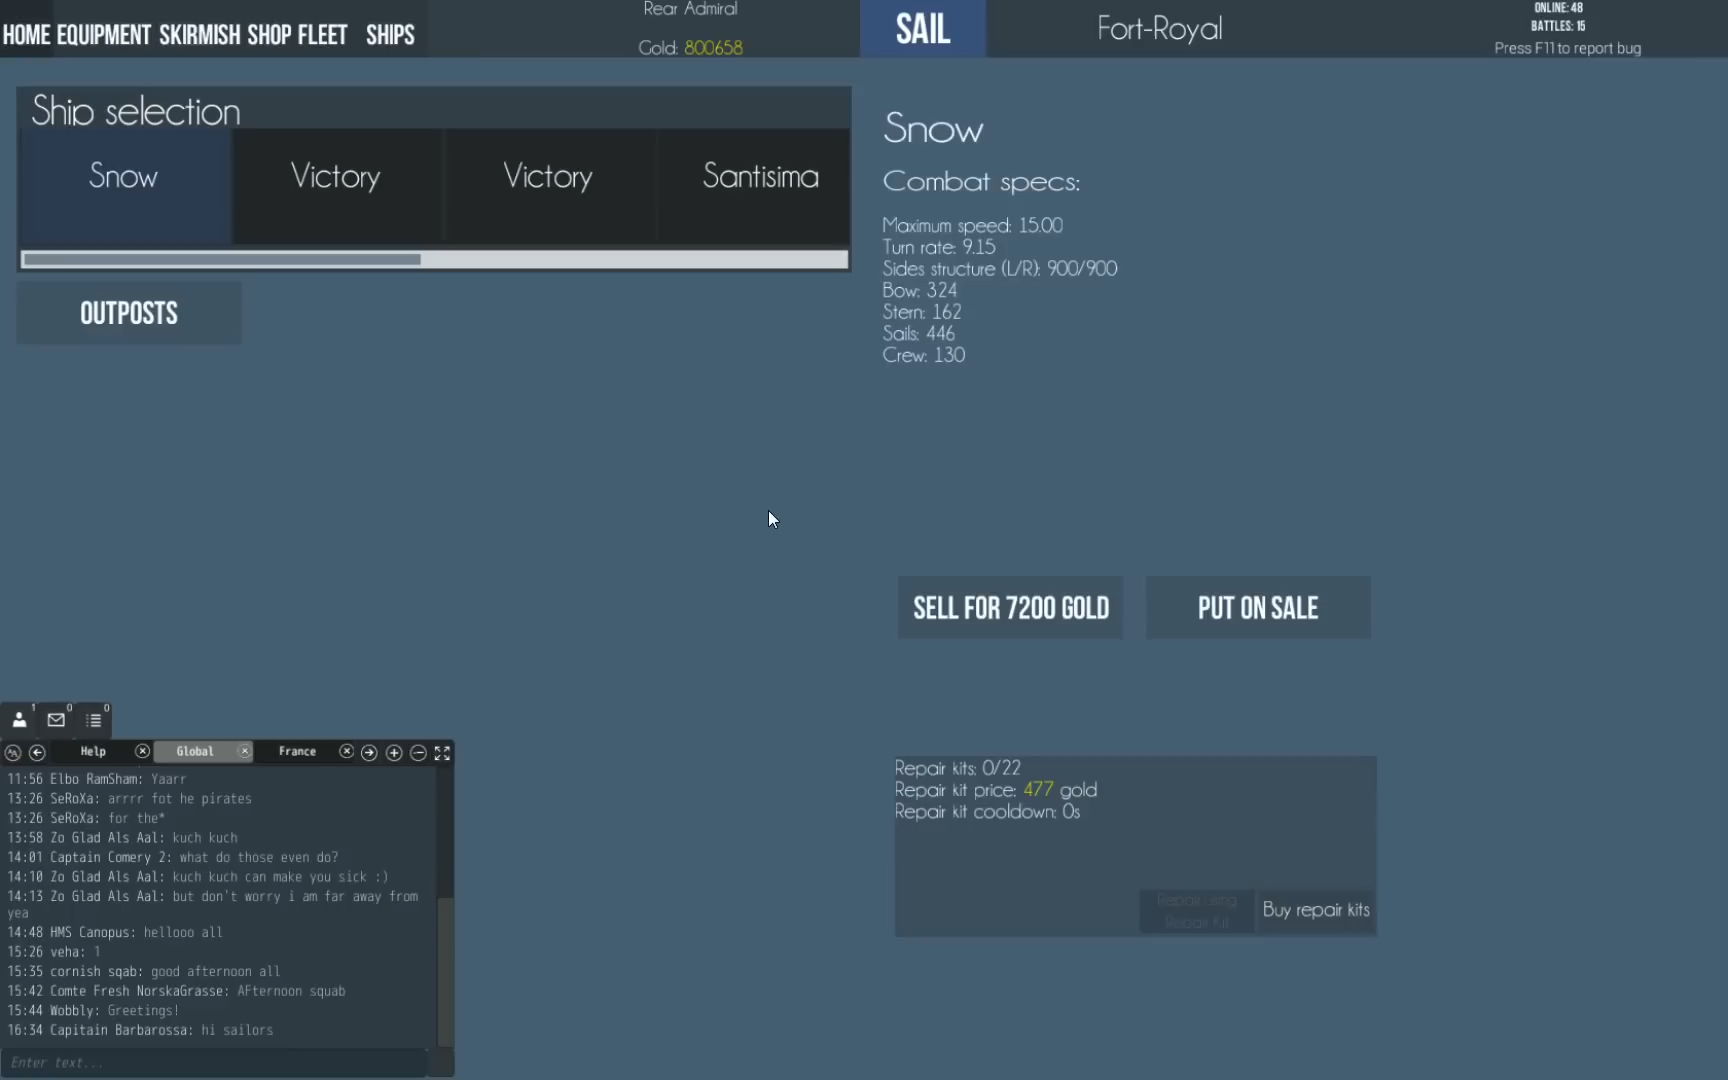 HOME EQUIPMENT SKIRMISH SHOP FLEET SHIPS
Rear Admiral
Gold: 800658
SAIL
Fort-Royal
ONLINE: 48
BATTLES: 15
Press F11 to report bug
Ship selection
Snow
Victory
Victory
Santisima
OUTPOSTS
Snow
Combat specs:
Maximum speed: 15.00
Turn rate: 9.15
Sides structure (L/R): 900/900
Bow: 324
Stern: 162
Sails: 446
Crew: 130
SELL FOR 7200 GOLD
PUT ON SALE
Repair kits: 0/22
Repair kit price: 477 gold
Repair kit cooldown: 0s
Repair using
Repair Kit
Buy repair kits
1
0
0
Help
Global
France
11:56 Elbo RamSham: Yaarr
13:26 SeRoXa: arrrr fot he pirates
13:26 SeRoXa: for the*
13:58 Zo Glad Als Aal: kuch kuch
14:01 Captain Comery 2: what do those even do?
14:10 Zo Glad Als Aal: kuch kuch can make you sick :)
14:13 Zo Glad Als Aal: but don't worry i am far away from
yea
14:48 HMS Canopus: hellooo all
15:26 veha: 1
15:35 cornish sqab: good afternoon all
15:42 Comte Fresh NorskaGrasse: AFternoon squab
15:44 Wobbly: Greetings!
16:34 Capitain Barbarossa: hi sailors
Enter text...